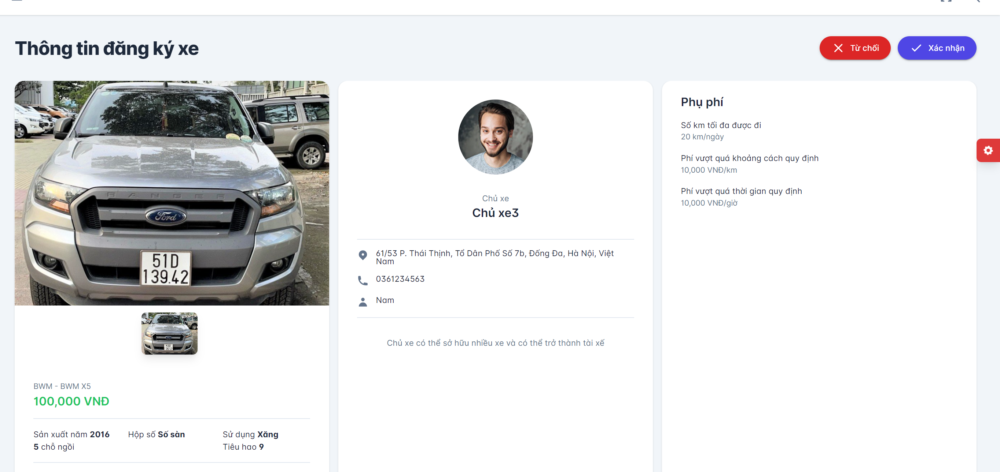 Thông tin đăng ký xe
Từ chối
Xác nhận
RANGER
Ford
51D
139.42
51D
139.42
BWM - BWM X5
100,000 VNĐ
Sản xuất năm 2016
Hộp số Số sàn
Sử dụng Xăng
5 chỗ ngồi
Tiêu hao 9
Chủ xe
Chủ xe3
61/53 P. Thái Thịnh, Tổ Dân Phố Số 7b, Đống Đa, Hà Nội, Việt
Nam
0361234563
Nam
Chủ xe có thể sở hữu nhiều xe và có thể trở thành tài xế
Phụ phí
Số km tối đa được đi
20 km/ngày
Phí vượt quá khoảng cách quy định
10,000 VNĐ/km
Phí vượt quá thời gian quy định
10,000 VNĐ/giờ